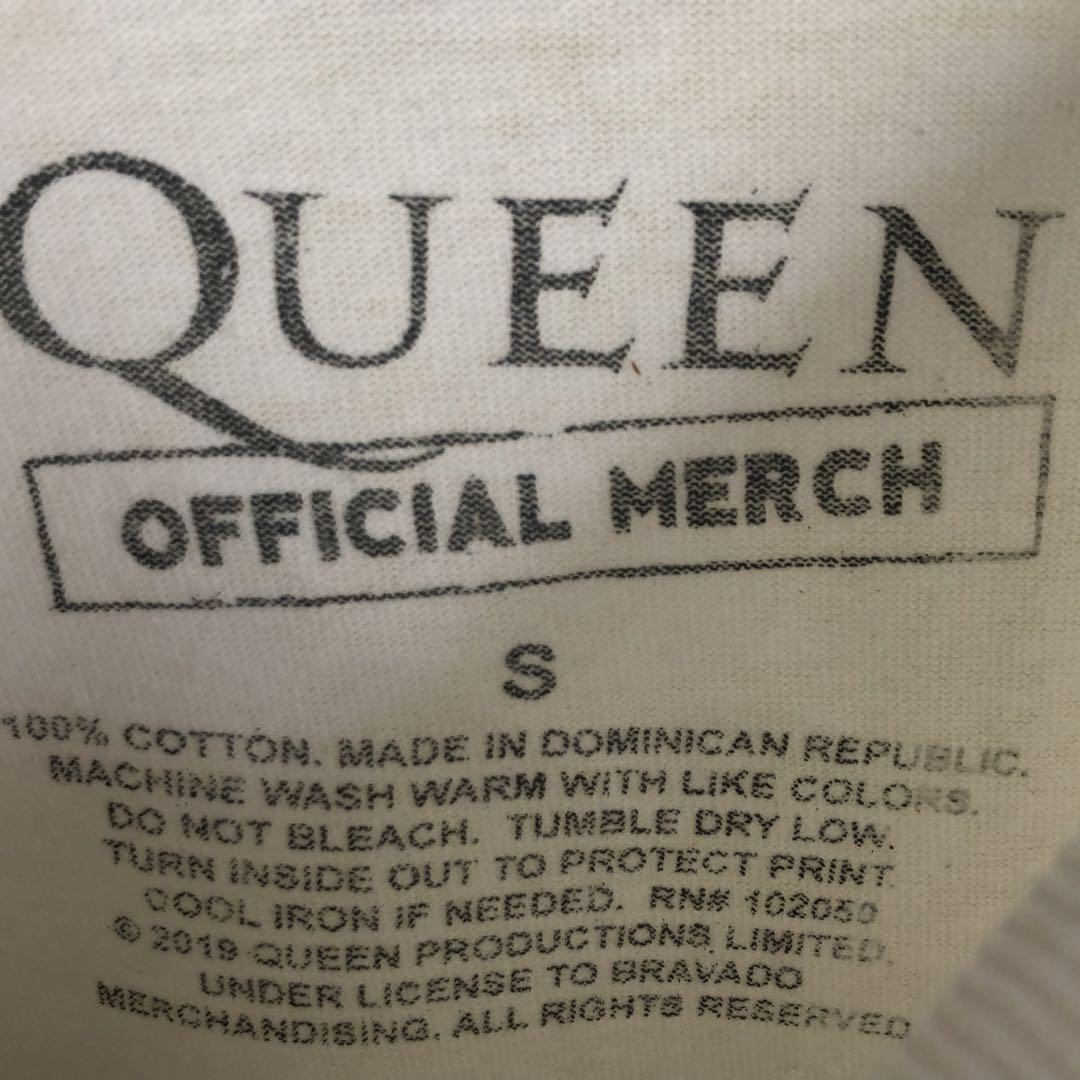 QUEEN
OFFICIAL MERCH
S
100% COTTON. MADE IN DOMINICAN REPUBLIC.
MACHINE WASH WARM WITH LIKE COLORS.
DO NOT BLEACH. TUMBLE DRY LOW.
TURN INSIDE OUT TO PROTECT PRINT.
COOL IRON IF NEEDED. RN# 102050
© 2019 QUEEN PRODUCTIONS LIMITED.
UNDER LICENSE TO BRAVADO
MERCHANDISING. ALL RIGHTS RESERVED